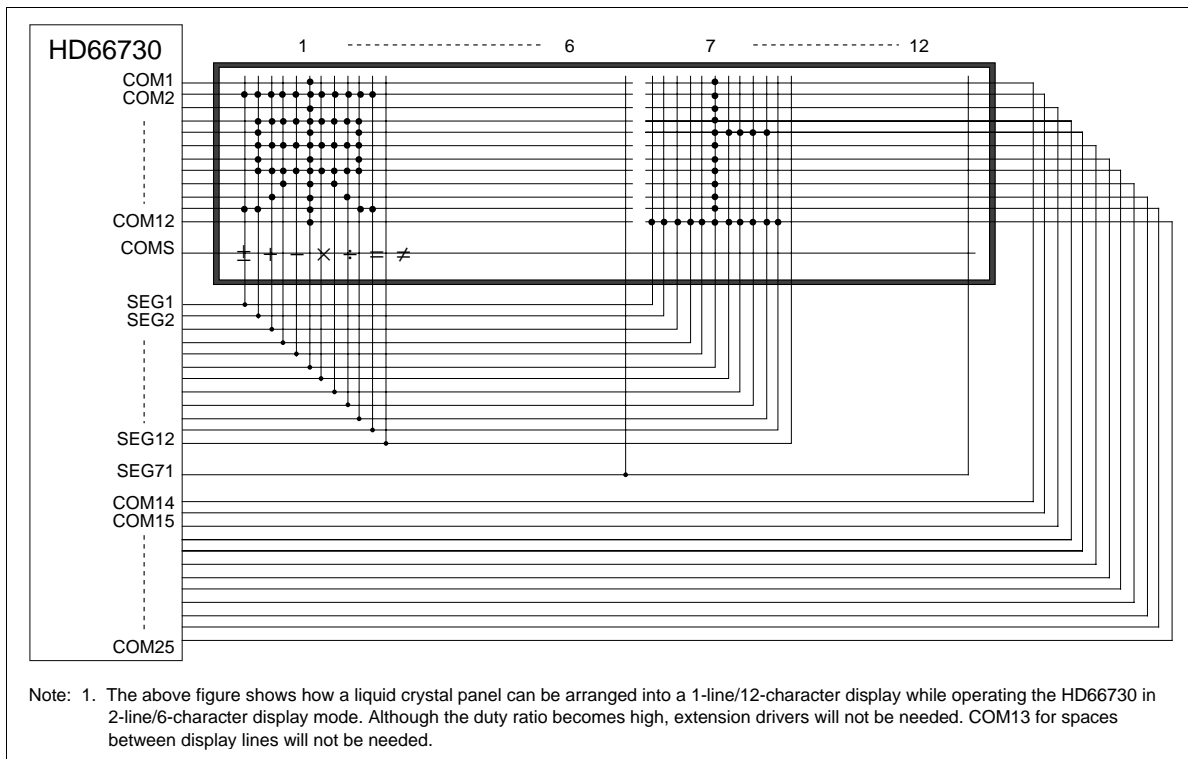 HD66730
1 6 7 12
COM1
COM2
COM12
COMS
± + − × ÷ = ≠
SEG1
SEG2
SEG12
SEG71
COM14
COM15
COM25
来 上
Note: 1. The above figure shows how a liquid crystal panel can be arranged into a 1-line/12-character display while operating the HD66730 in
2-line/6-character display mode. Although the duty ratio becomes high, extension drivers will not be needed. COM13 for spaces
between display lines will not be needed.